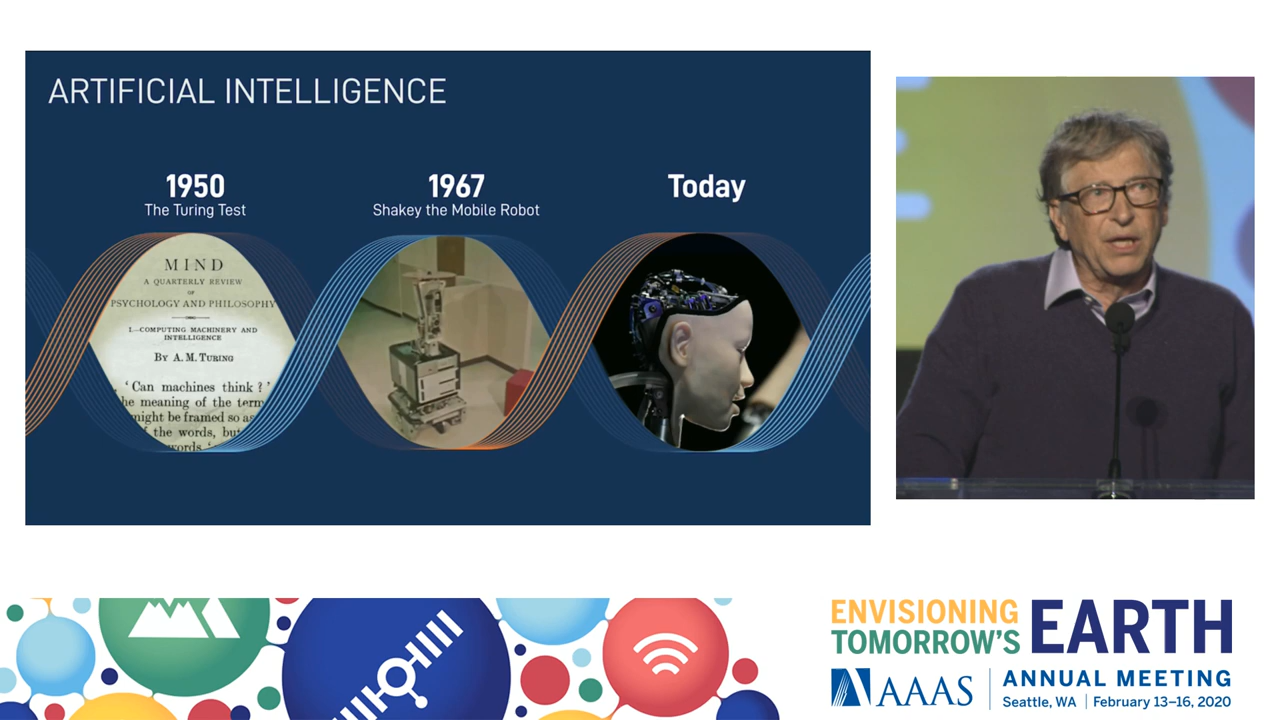 ARTIFICIAL INTELLIGENCE
1950
The Turing Test
1967
Shakey the Mobile Robot
Today
MIND
A QUARTERLY REVIEW
OF
PSYCHOLOGY AND PHILOSOPHY
I.—COMPUTING MACHINERY AND
INTELLIGENCE
BY A. M. TURING
'Can machines think?'
the meaning of the term
might be framed so as
the words, but
words
ENVISIONING
TOMORROW'S
EARTH
AAAS
ANNUAL MEETING
Seattle, WA | February 13–16, 2020